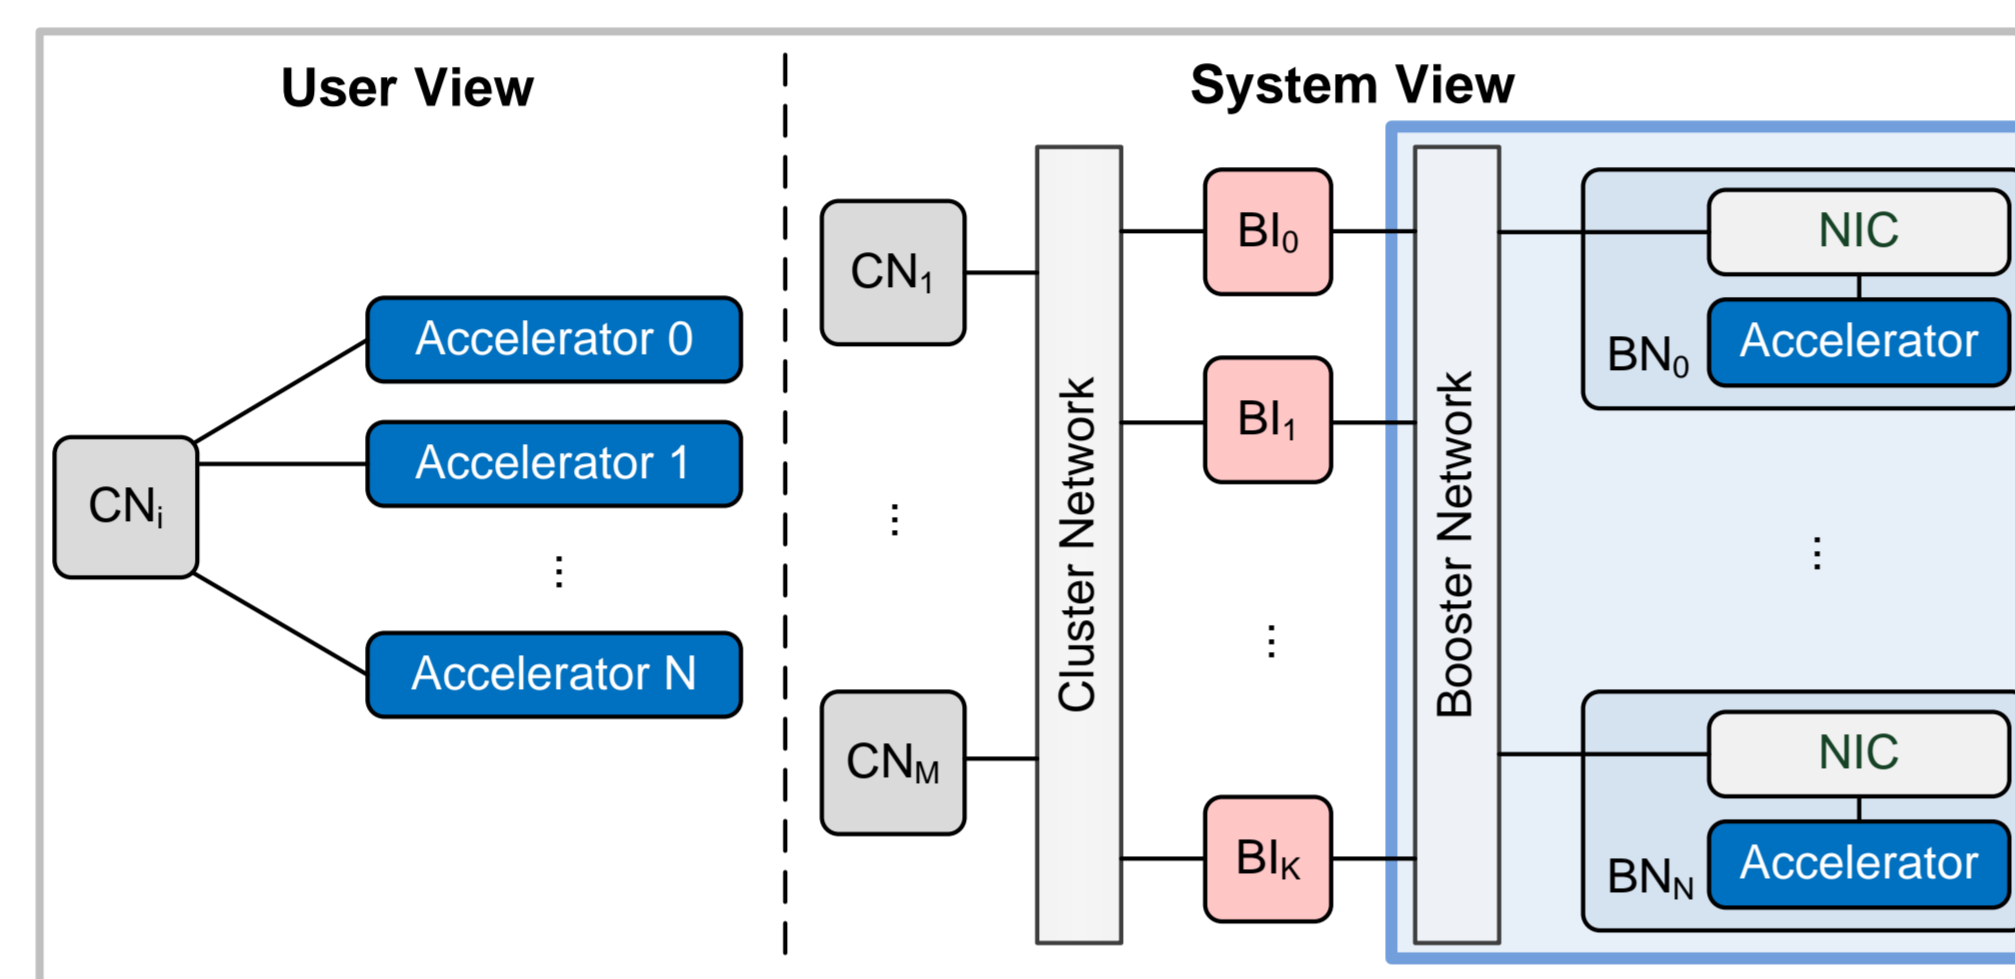 User View
CNi
Accelerator 0
Accelerator 1
⋮
Accelerator N
System View
CN1
⋮
CNM
Cluster Network
BI0
BI1
⋮
BIK
Booster Network
NIC
Accelerator
BN0
⋮
NIC
Accelerator
BNN